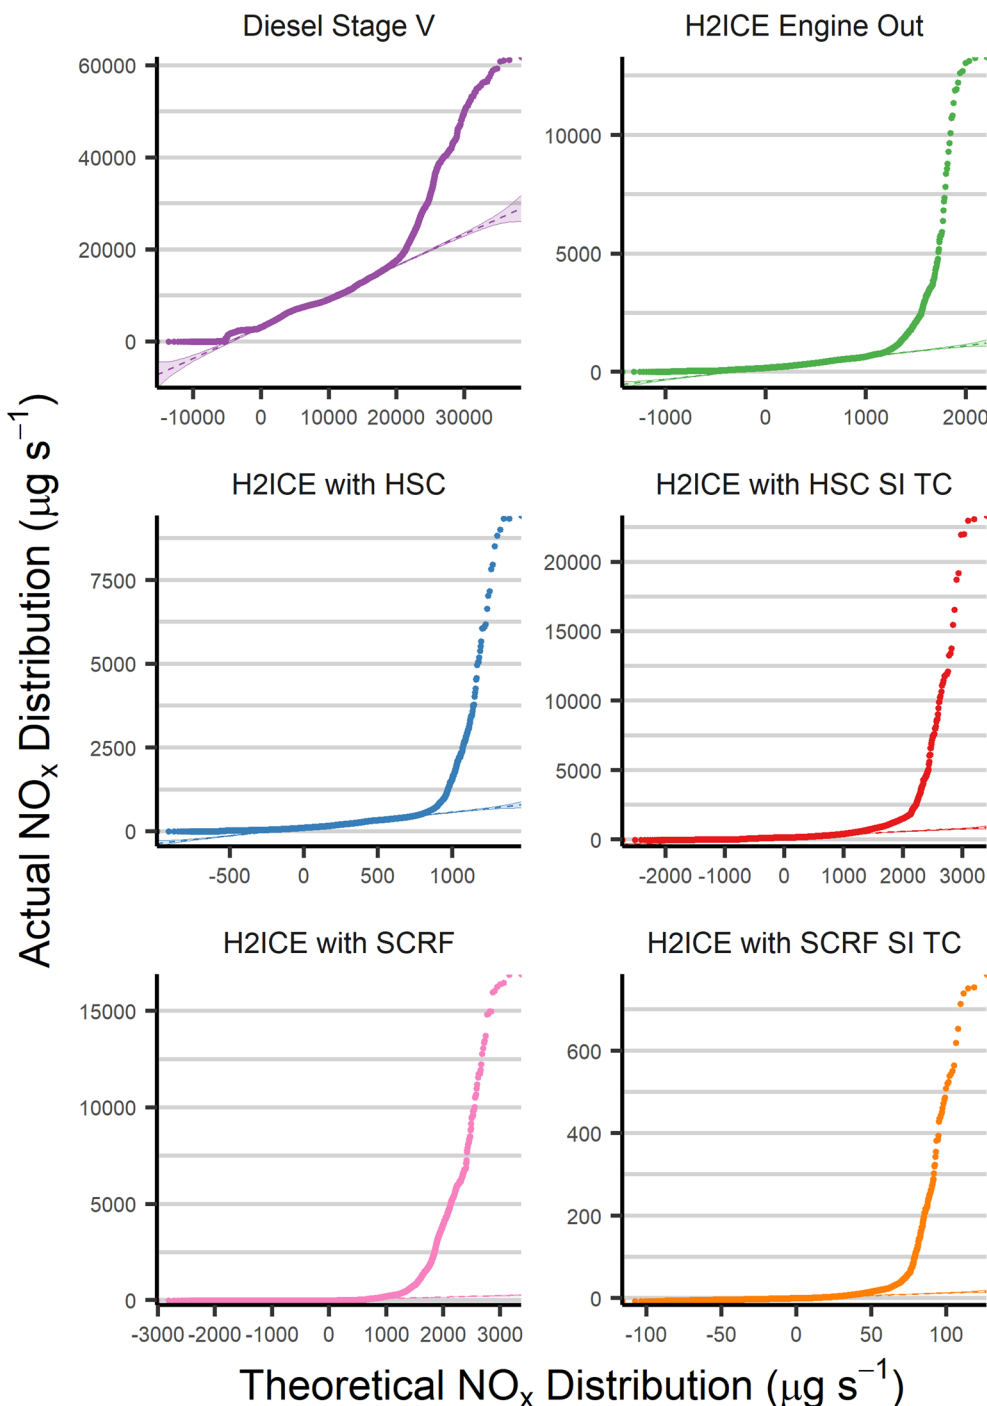 Diesel Stage V
H2ICE Engine Out
60000
40000
20000
0
-10000 0 10000 20000 30000
10000
5000
0
-1000 0 1000 2000
H2ICE with HSC
H2ICE with HSC SI TC
7500
5000
2500
0
-500 0 500 1000
20000
15000
10000
5000
0
-2000 -1000 0 1000 2000 3000
H2ICE with SCRF
H2ICE with SCRF SI TC
15000
10000
5000
0
-3000 -2000 -1000 0 1000 2000 3000
600
400
200
0
-100 -50 0 50 100
Actual NOx Distribution (μg s⁻¹)
Theoretical NOx Distribution (μg s⁻¹)